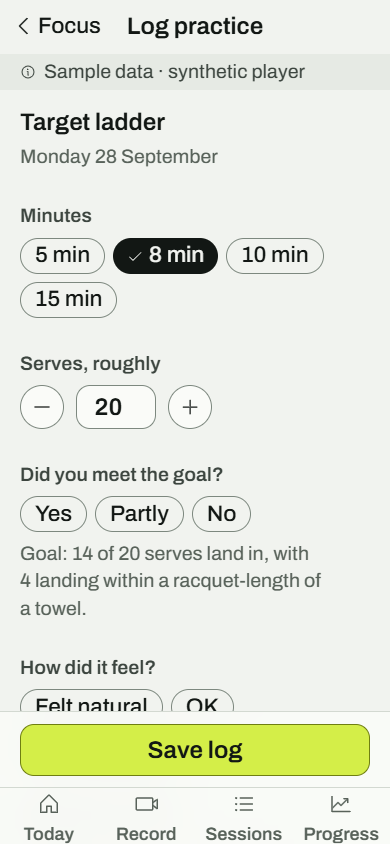 Focus
Log practice
Sample data · synthetic player
Target ladder
Monday 28 September
Minutes
5 min 8 min 10 min
15 min
Serves, roughly
20
Did you meet the goal?
Yes Partly No
Goal: 14 of 20 serves land in, with
4 landing within a racquet-length of
a towel.
How did it feel?
Felt natural OK
Save log
Today Record Sessions Progress